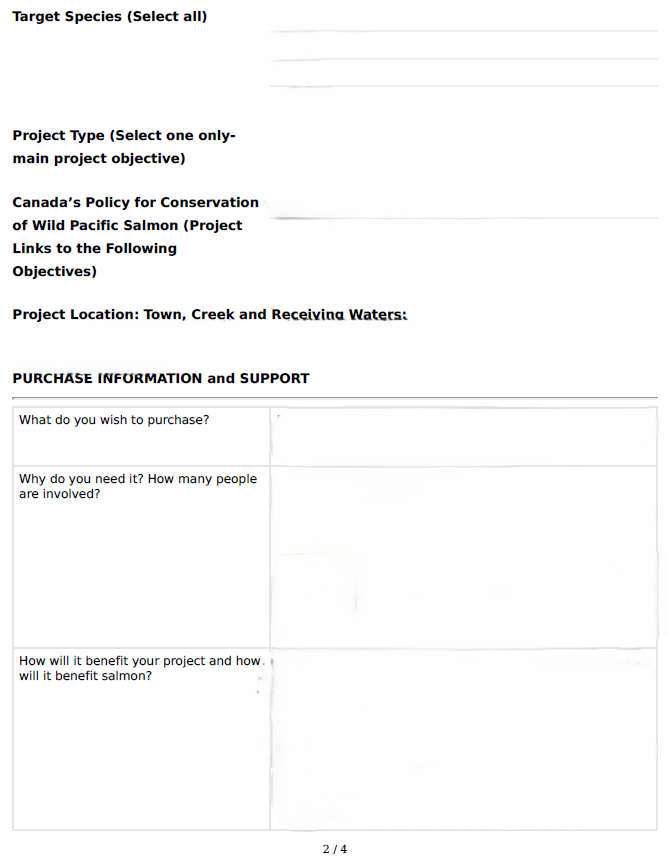 Target Species (Select all)
Project Type (Select one only-
main project objective)
Canada’s Policy for Conservation
of Wild Pacific Salmon (Project
Links to the Following
Objectives)
Project Location: Town, Creek and Receiving Waters:
PURCHASE INFORMATION and SUPPORT
What do you wish to purchase?
Why do you need it? How many people
are involved?
How will it benefit your project and how
will it benefit salmon?
2 / 4